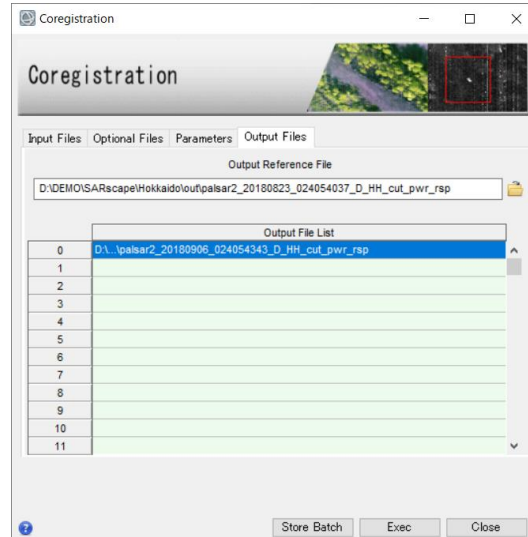 Coregistration
Coregistration
Input Files Optional Files Parameters Output Files
Output Reference File
D:\DEMO\SARscape\Hokkaido\out\palsar2_20180823_024054037_D_HH_cut_pwr_rsp
Output File List
0 D:\...\palsar2_20180906_024054343_D_HH_cut_pwr_rsp
1
2
3
4
5
6
7
8
9
10
11
Store Batch Exec Close